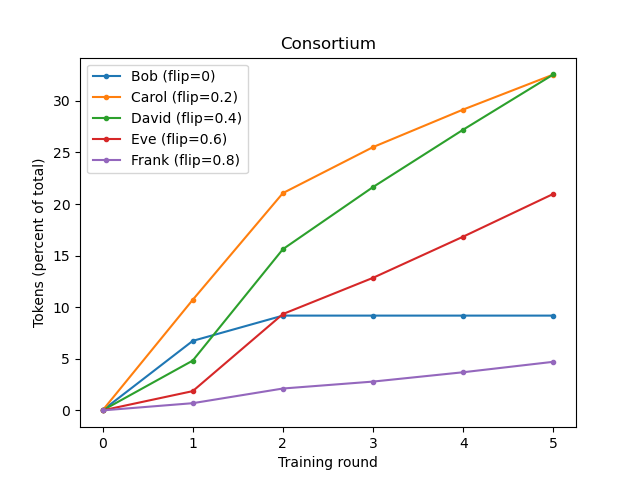 Consortium
Bob (flip=0)
Carol (flip=0.2)
David (flip=0.4)
Eve (flip=0.6)
Frank (flip=0.8)
Tokens (percent of total)
30
25
20
15
10
5
0
0 1 2 3 4 5
Training round